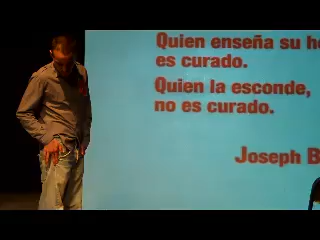 Quien enseña su
es curado.
Quien la esconde,
no es curado.
Joseph